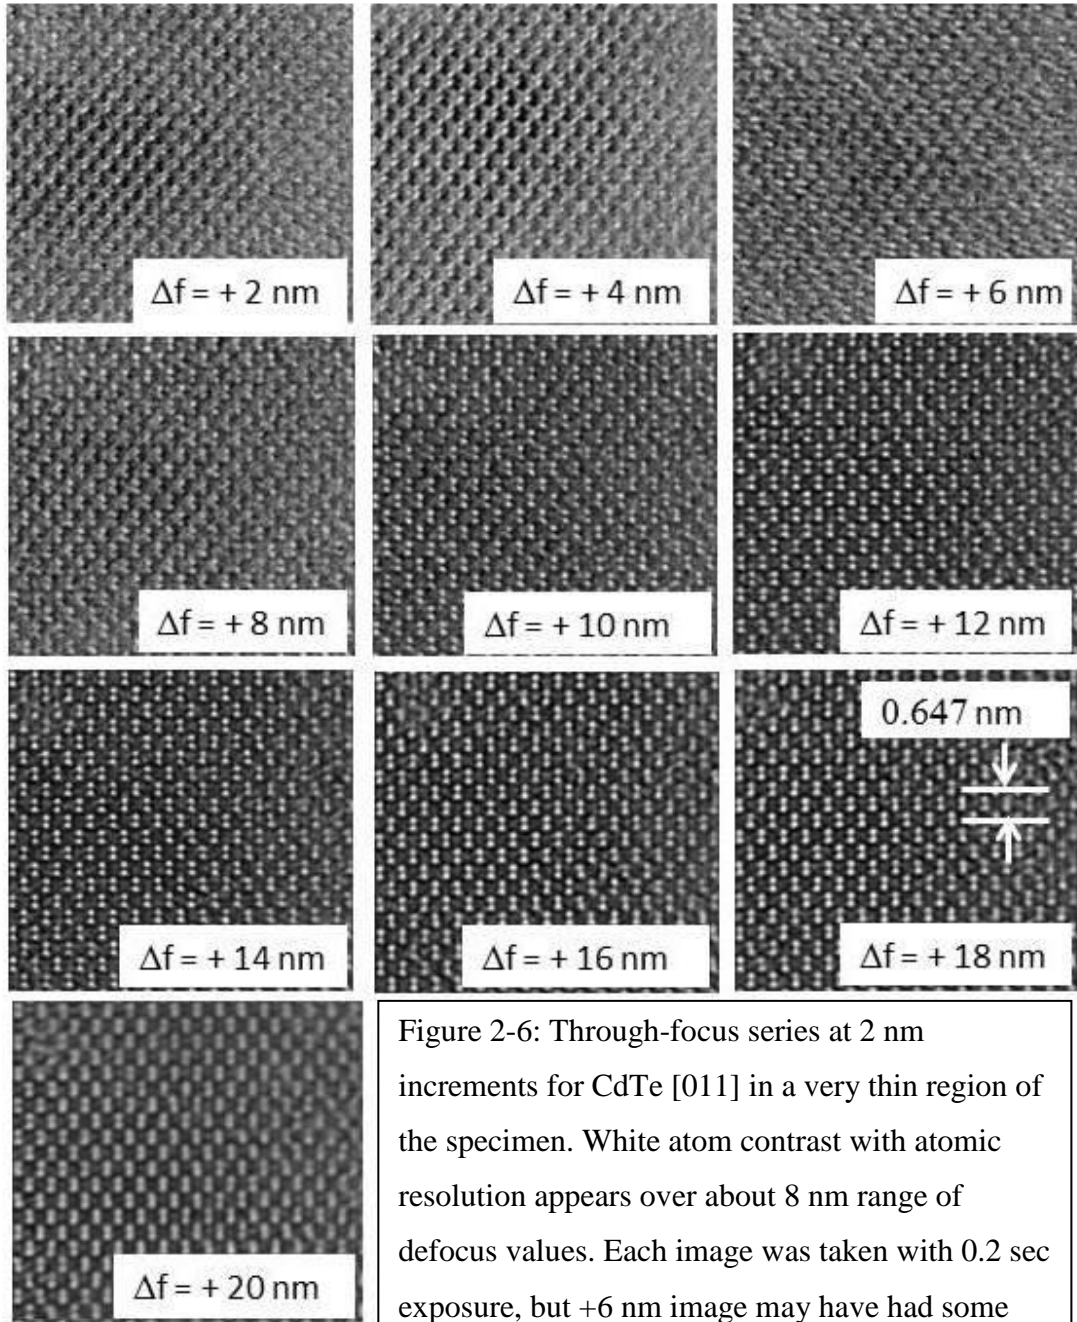 Δf = + 2 nm
Δf = + 4 nm
Δf = + 6 nm
Δf = + 8 nm
Δf = + 10 nm
Δf = + 12 nm
0.647 nm
Δf = + 14 nm
Δf = + 16 nm
Δf = + 18 nm
Δf = + 20 nm
Figure 2-6: Through-focus series at 2 nm
increments for CdTe [011] in a very thin region of
the specimen. White atom contrast with atomic
resolution appears over about 8 nm range of
defocus values. Each image was taken with 0.2 sec
exposure, but +6 nm image may have had some